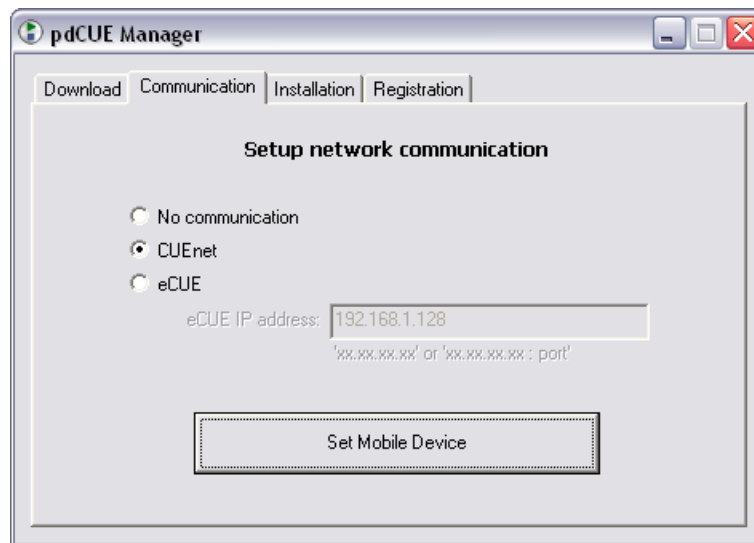 pdCUE Manager
Download Communication Installation Registration
Setup network communication
No communication
CUEnet
eCUE
eCUE IP address: 192.168.1.128
'xx.xx.xx.xx' or 'xx.xx.xx.xx : port'
Set Mobile Device